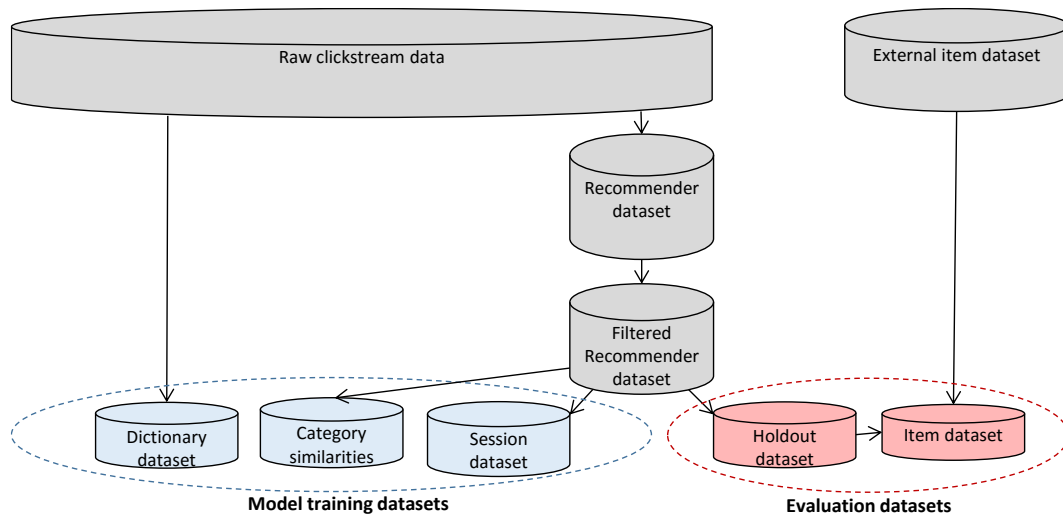 Raw clickstream data
External item dataset
Recommender
dataset
Filtered
Recommender
dataset
Dictionary
dataset
Category
similarities
Session
dataset
Holdout
dataset
Item dataset
Model training datasets
Evaluation datasets